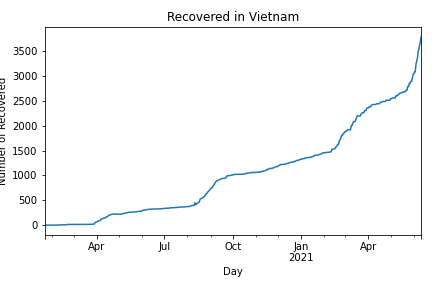 Recovered in Vietnam
Number of Recovered
3500
3000
2500
2000
1500
1000
500
0
Apr
Jul
Oct
Jan
2021
Apr
Day